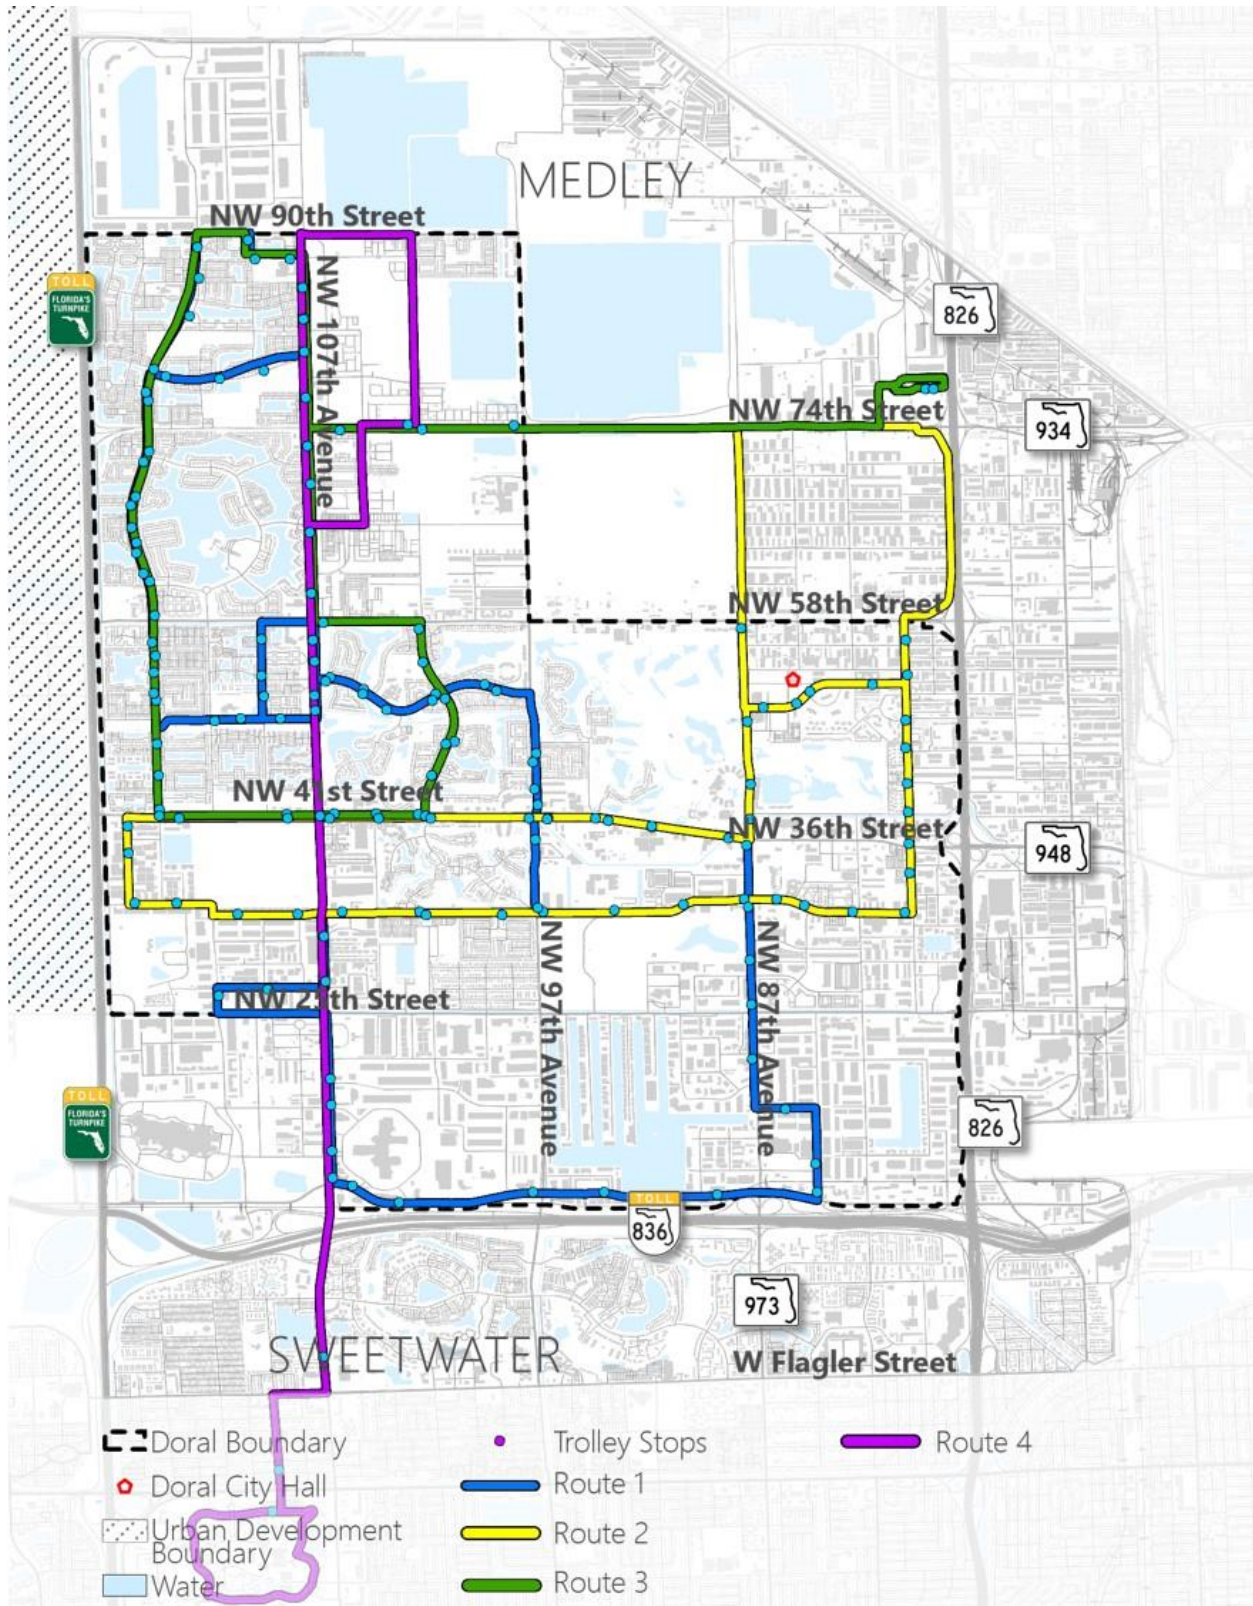 MEDLEY
NW 90th Street
TOLL
FLORIDA'S
TURNPIKE
NW 107th Avenue
826
NW 74th Street
934
NW 58th Street
NW 41st Street
NW 36th Street
948
NW 97th Avenue
NW 87th Avenue
NW 25th Street
TOLL
FLORIDA'S
TURNPIKE
826
TOLL
836
973
SWEETWATER
W Flagler Street
Doral Boundary
Trolley Stops
Route 4
Doral City Hall
Route 1
Urban Development
Boundary
Route 2
Water
Route 3